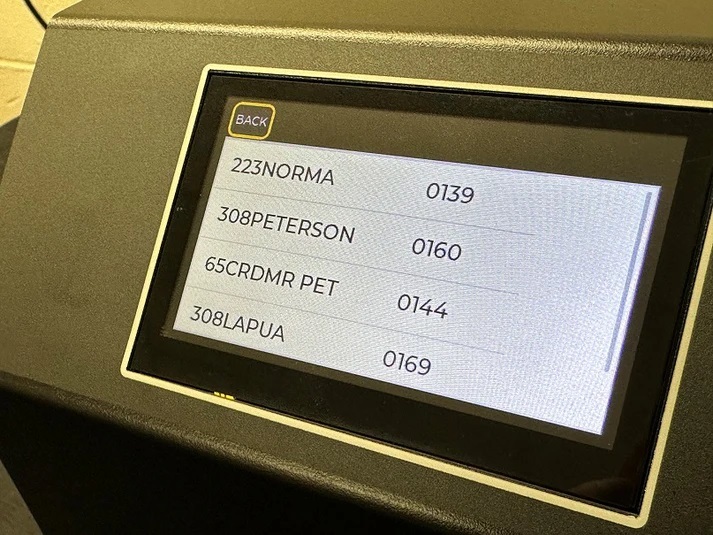 BACK
223NORMA 0139
308PETERSON 0160
65CRDMR PET 0144
308LAPUA 0169